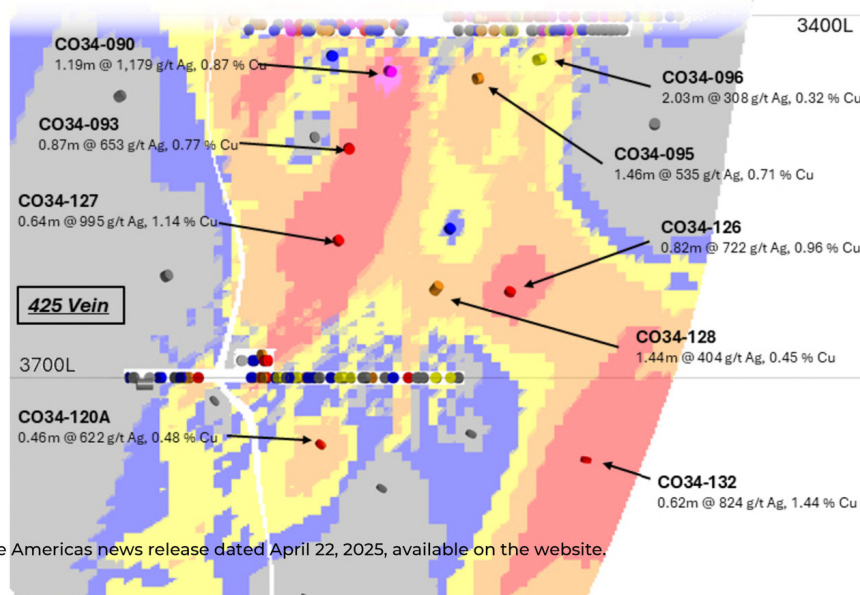 3400L
CO34-090
1.19m @ 1,179 g/t Ag, 0.87 % Cu
CO34-096
2.03m @ 308 g/t Ag, 0.32 % Cu
CO34-093
0.87m @ 653 g/t Ag, 0.77 % Cu
CO34-095
1.46m @ 535 g/t Ag, 0.71 % Cu
CO34-127
0.64m @ 995 g/t Ag, 1.14 % Cu
CO34-126
0.82m @ 722 g/t Ag, 0.96 % Cu
425 Vein
CO34-128
1.44m @ 404 g/t Ag, 0.45 % Cu
3700L
CO34-120A
0.46m @ 622 g/t Ag, 0.48 % Cu
CO34-132
0.62m @ 824 g/t Ag, 1.44 % Cu
e Americas news release dated April 22, 2025, available on the website.